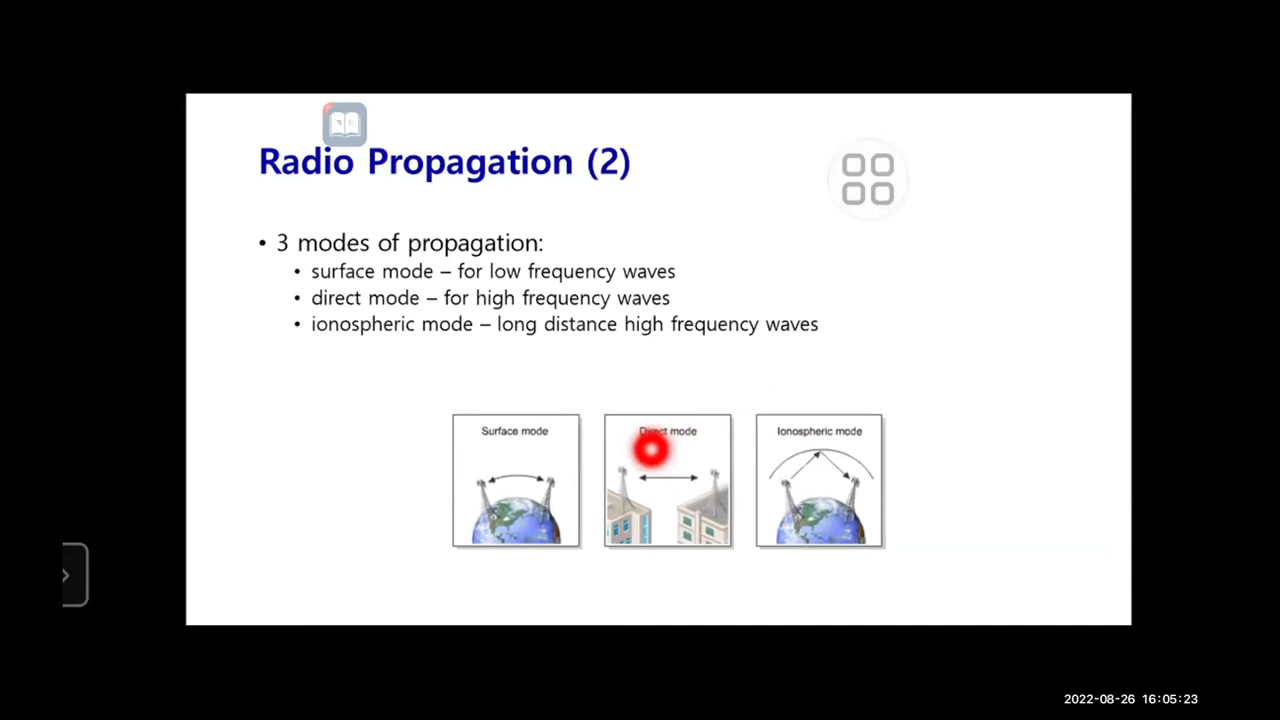 Radio Propagation (2)
• 3 modes of propagation:
• surface mode – for low frequency waves
• direct mode – for high frequency waves
• ionospheric mode – long distance high frequency waves
Surface mode
Direct mode
Ionospheric mode
2022-08-26 16:05:23